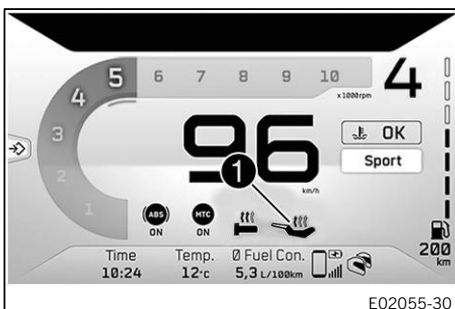 5 6 7 8 9 10
4
x1000rpm
4
3
2
1
96
km/h
OK
Sport
1
ABS
ON
MTC
ON
Time
10:24
Temp.
12°C
Ø Fuel Con.
5,3 L/100km
200
km
E02055-30